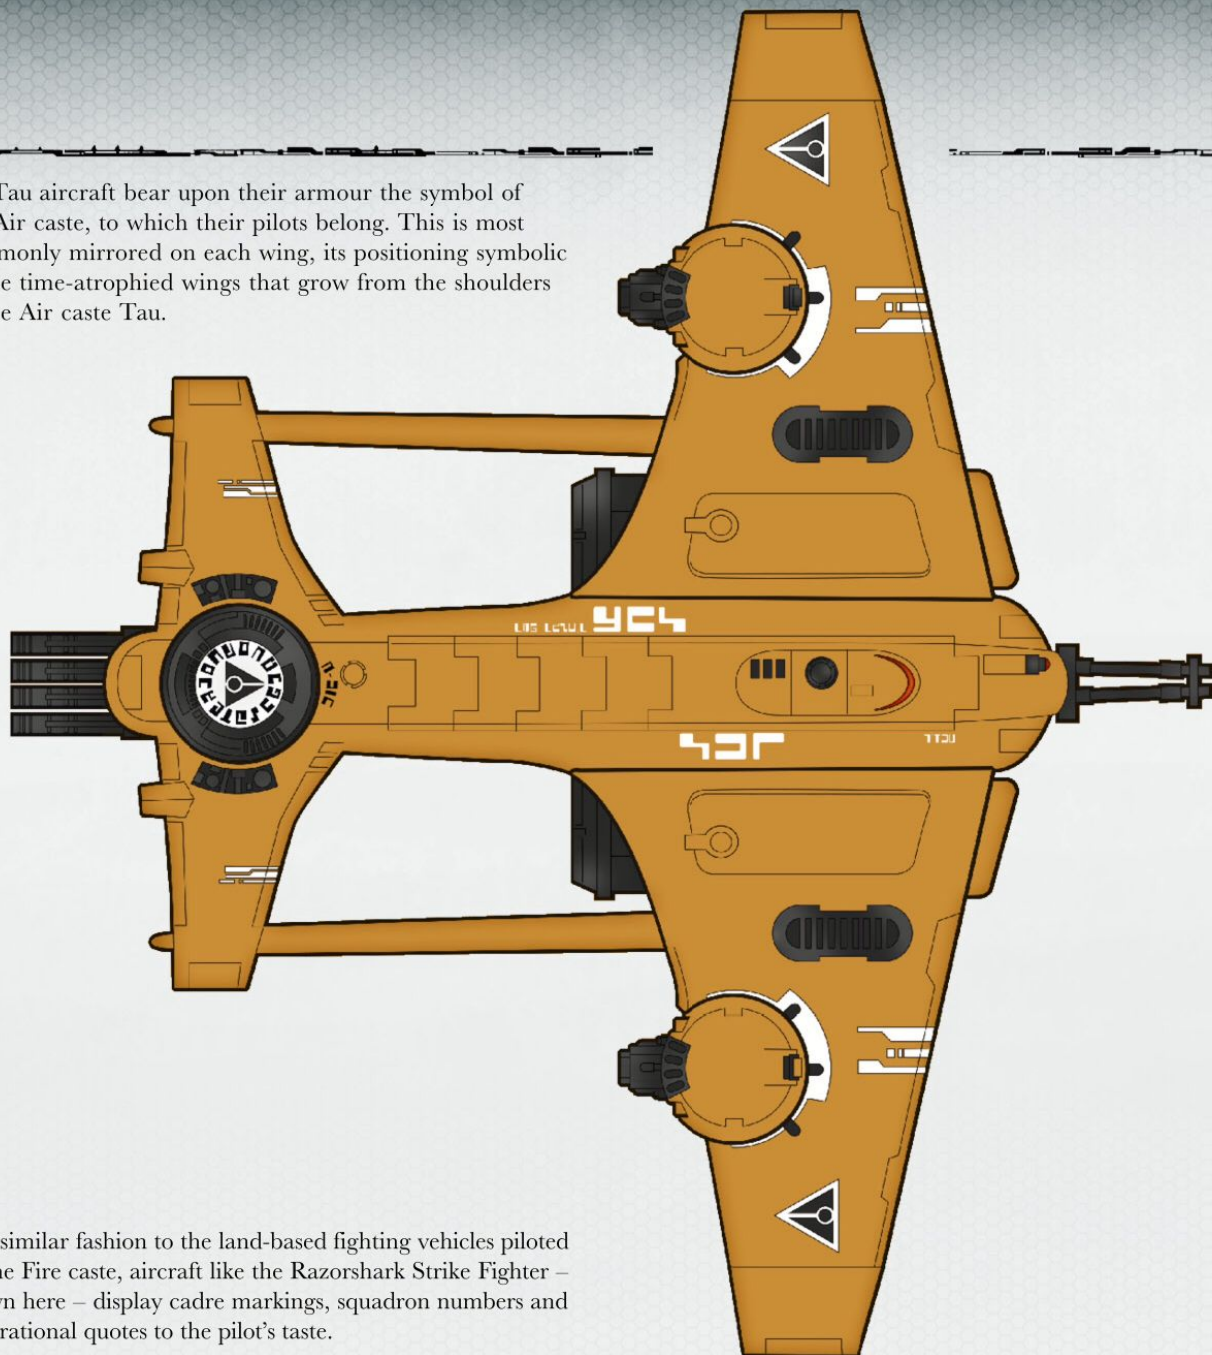 Tau aircraft bear upon their armour the symbol of
Air caste, to which their pilots belong. This is most
monly mirrored on each wing, its positioning symbolic
e time-atrophied wings that grow from the shoulders
e Air caste Tau.
similar fashion to the land-based fighting vehicles piloted
ne Fire caste, aircraft like the Razorshark Strike Fighter –
wn here – display cadre markings, squadron numbers and
rational quotes to the pilot’s taste.